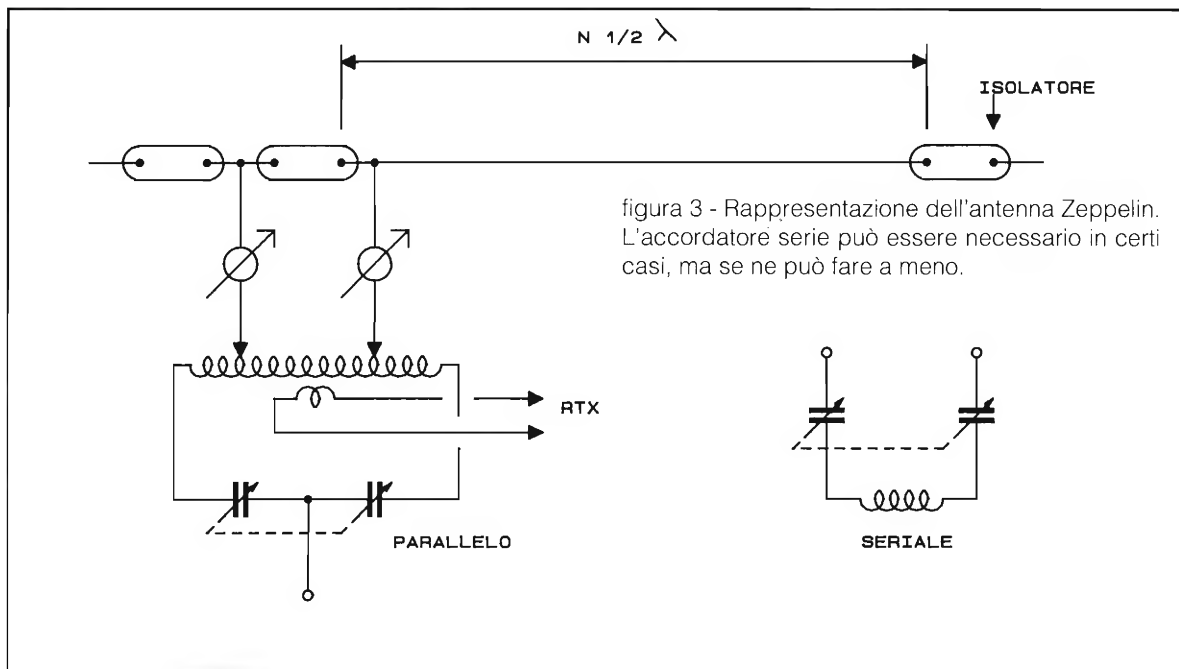 N 1/2 λ
ISOLATORE
figura 3 - Rappresentazione dell'antenna Zeppelin.
L'accordatore serie può essere necessario in certi
casi, ma se ne può fare a meno.
RTX
PARALLELO
SERIALE